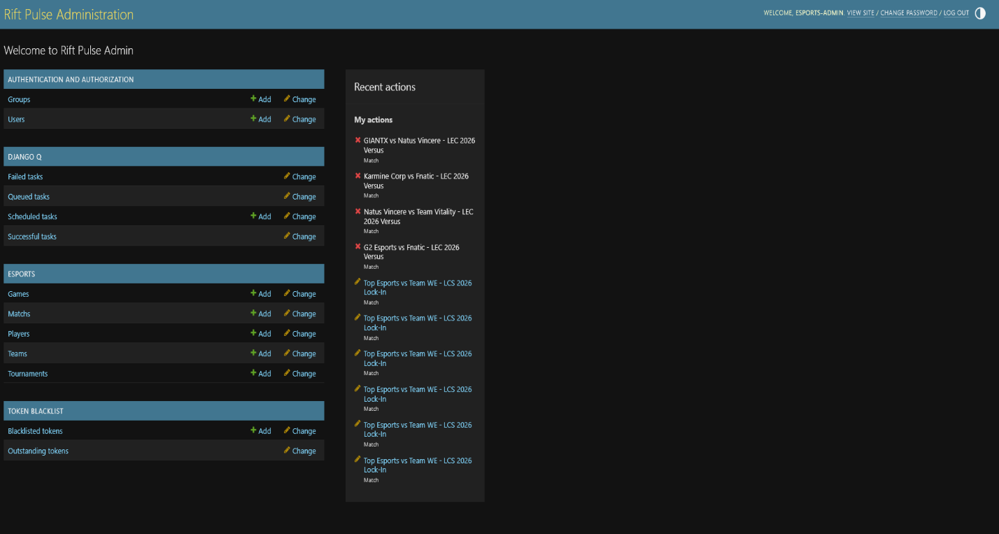 Rift Pulse Administration
WELCOME, ESPORTS-ADMIN. VIEW SITE / CHANGE PASSWORD / LOG OUT
Welcome to Rift Pulse Admin
AUTHENTICATION AND AUTHORIZATION
Groups Add Change
Users Add Change
DJANGO Q
Failed tasks Change
Queued tasks Change
Scheduled tasks Add Change
Successful tasks Change
ESPORTS
Games Add Change
Matchs Add Change
Players Add Change
Teams Add Change
Tournaments Add Change
TOKEN BLACKLIST
Blacklisted tokens Add Change
Outstanding tokens Change
Recent actions
My actions
GIANTX vs Natus Vincere - LEC 2026
Versus
Match
Karmine Corp vs Fnatic - LEC 2026
Versus
Match
Natus Vincere vs Team Vitality - LEC
2026 Versus
Match
G2 Esports vs Fnatic - LEC 2026
Versus
Match
Top Esports vs Team WE - LCS 2026
Lock-In
Match
Top Esports vs Team WE - LCS 2026
Lock-In
Match
Top Esports vs Team WE - LCS 2026
Lock-In
Match
Top Esports vs Team WE - LCS 2026
Lock-In
Match
Top Esports vs Team WE - LCS 2026
Lock-In
Match
Top Esports vs Team WE - LCS 2026
Lock-In
Match